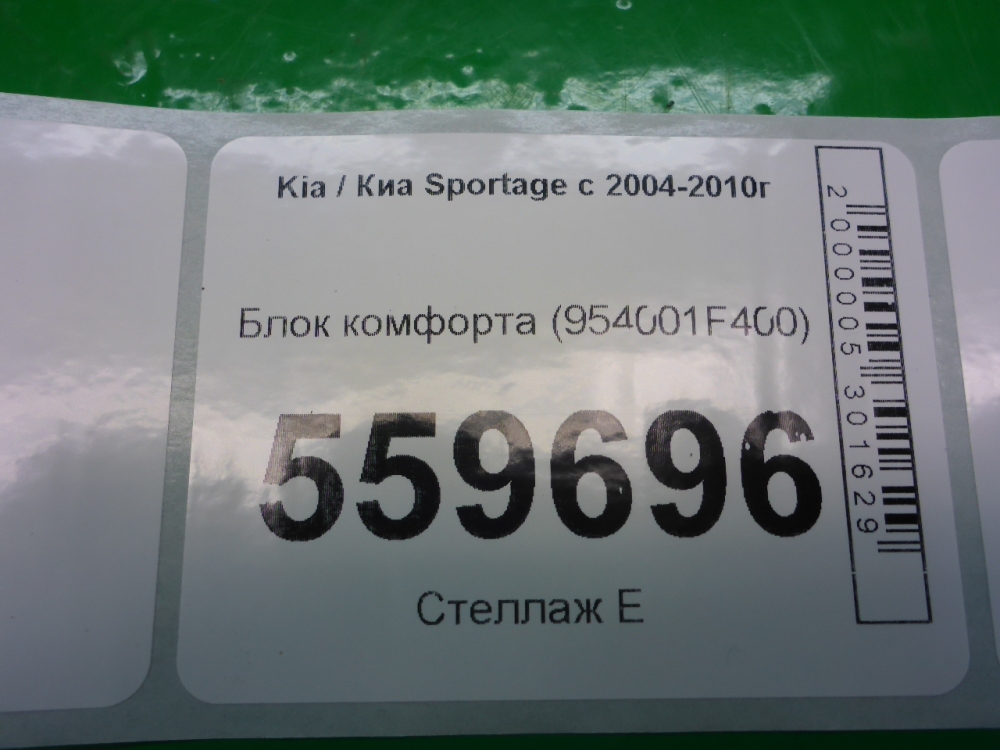 Kia / Киа Sportage с 2004-2010г
Блок комфорта (954001F400)
559696
Стеллаж Е
2000005301629